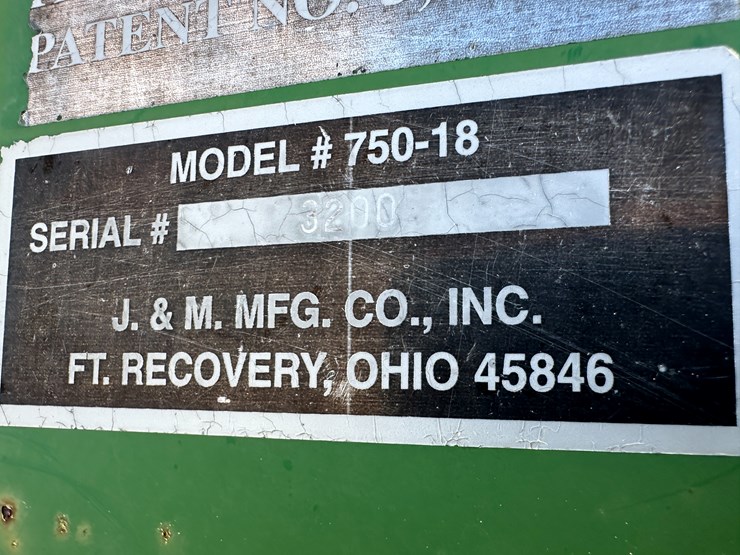 PATENT NO.
MODEL # 750-18
SERIAL # 3200
J. & M. MFG. CO., INC.
FT. RECOVERY, OHIO 45846